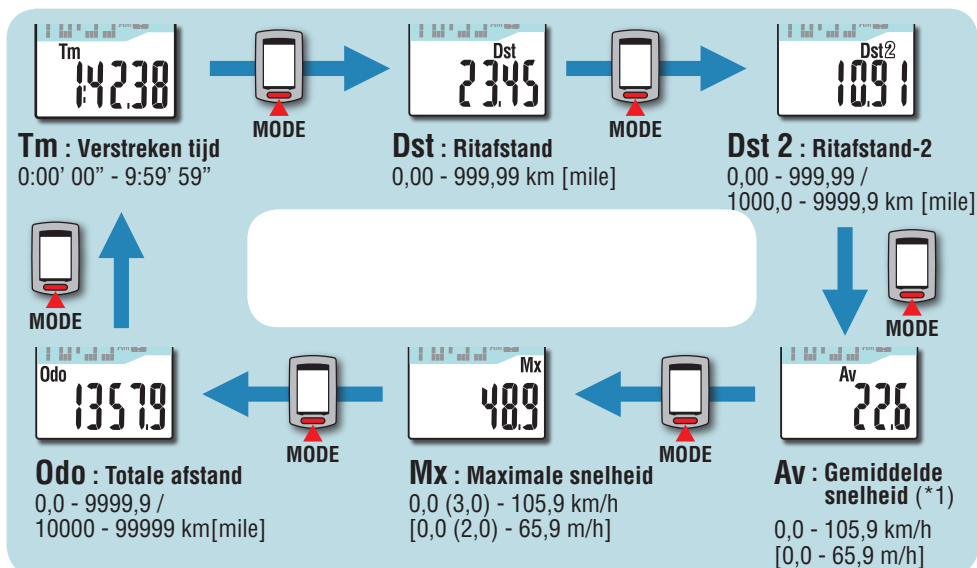 Tm
1:42.38
MODE
Dst
23.45
MODE
Dst2
10.91
Tm : Verstreken tijd
0:00’ 00” - 9:59’ 59”
Dst : Ritafstand
0,00 - 999,99 km [mile]
Dst 2 : Ritafstand-2
0,00 - 999,99 /
1000,0 - 9999,9 km [mile]
MODE
MODE
Odo
1357.9
MODE
Mx
48.9
MODE
Av
22.6
Odo : Totale afstand
0,0 - 9999,9 /
10000 - 99999 km[mile]
Mx : Maximale snelheid
0,0 (3,0) - 105,9 km/h
[0,0 (2,0) - 65,9 m/h]
Av : Gemiddelde
snelheid (*1)
0,0 - 105,9 km/h
[0,0 - 65,9 m/h]